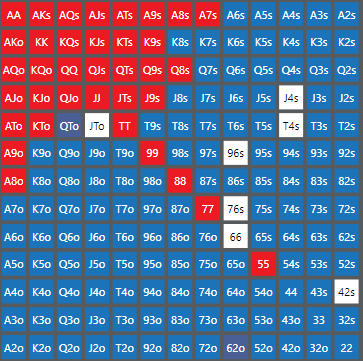 AA AKs AQs AJs ATs A9s A8s A7s A6s A5s A4s A3s A2s
AKo KK KQs KJs KTs K9s K8s K7s K6s K5s K4s K3s K2s
AQo KQo QQ QJs QTs Q9s Q8s Q7s Q6s Q5s Q4s Q3s Q2s
AJo KJo QJo JJ JTs J9s J8s J7s J6s J5s J4s J3s J2s
ATo KTo QTo JTo TT T9s T8s T7s T6s T5s T4s T3s T2s
A9o K9o Q9o J9o T9o 99 98s 97s 96s 95s 94s 93s 92s
A8o K8o Q8o J8o T8o 98o 88 87s 86s 85s 84s 83s 82s
A7o K7o Q7o J7o T7o 97o 87o 77 76s 75s 74s 73s 72s
A6o K6o Q6o J6o T6o 96o 86o 76o 66 65s 64s 63s 62s
A5o K5o Q5o J5o T5o 95o 85o 75o 65o 55 54s 53s 52s
A4o K4o Q4o J4o T4o 94o 84o 74o 64o 54o 44 43s 42s
A3o K3o Q3o J3o T3o 93o 83o 73o 63o 53o 43o 33 32s
A2o K2o Q2o J2o T2o 92o 82o 72o 62o 52o 42o 32o 22